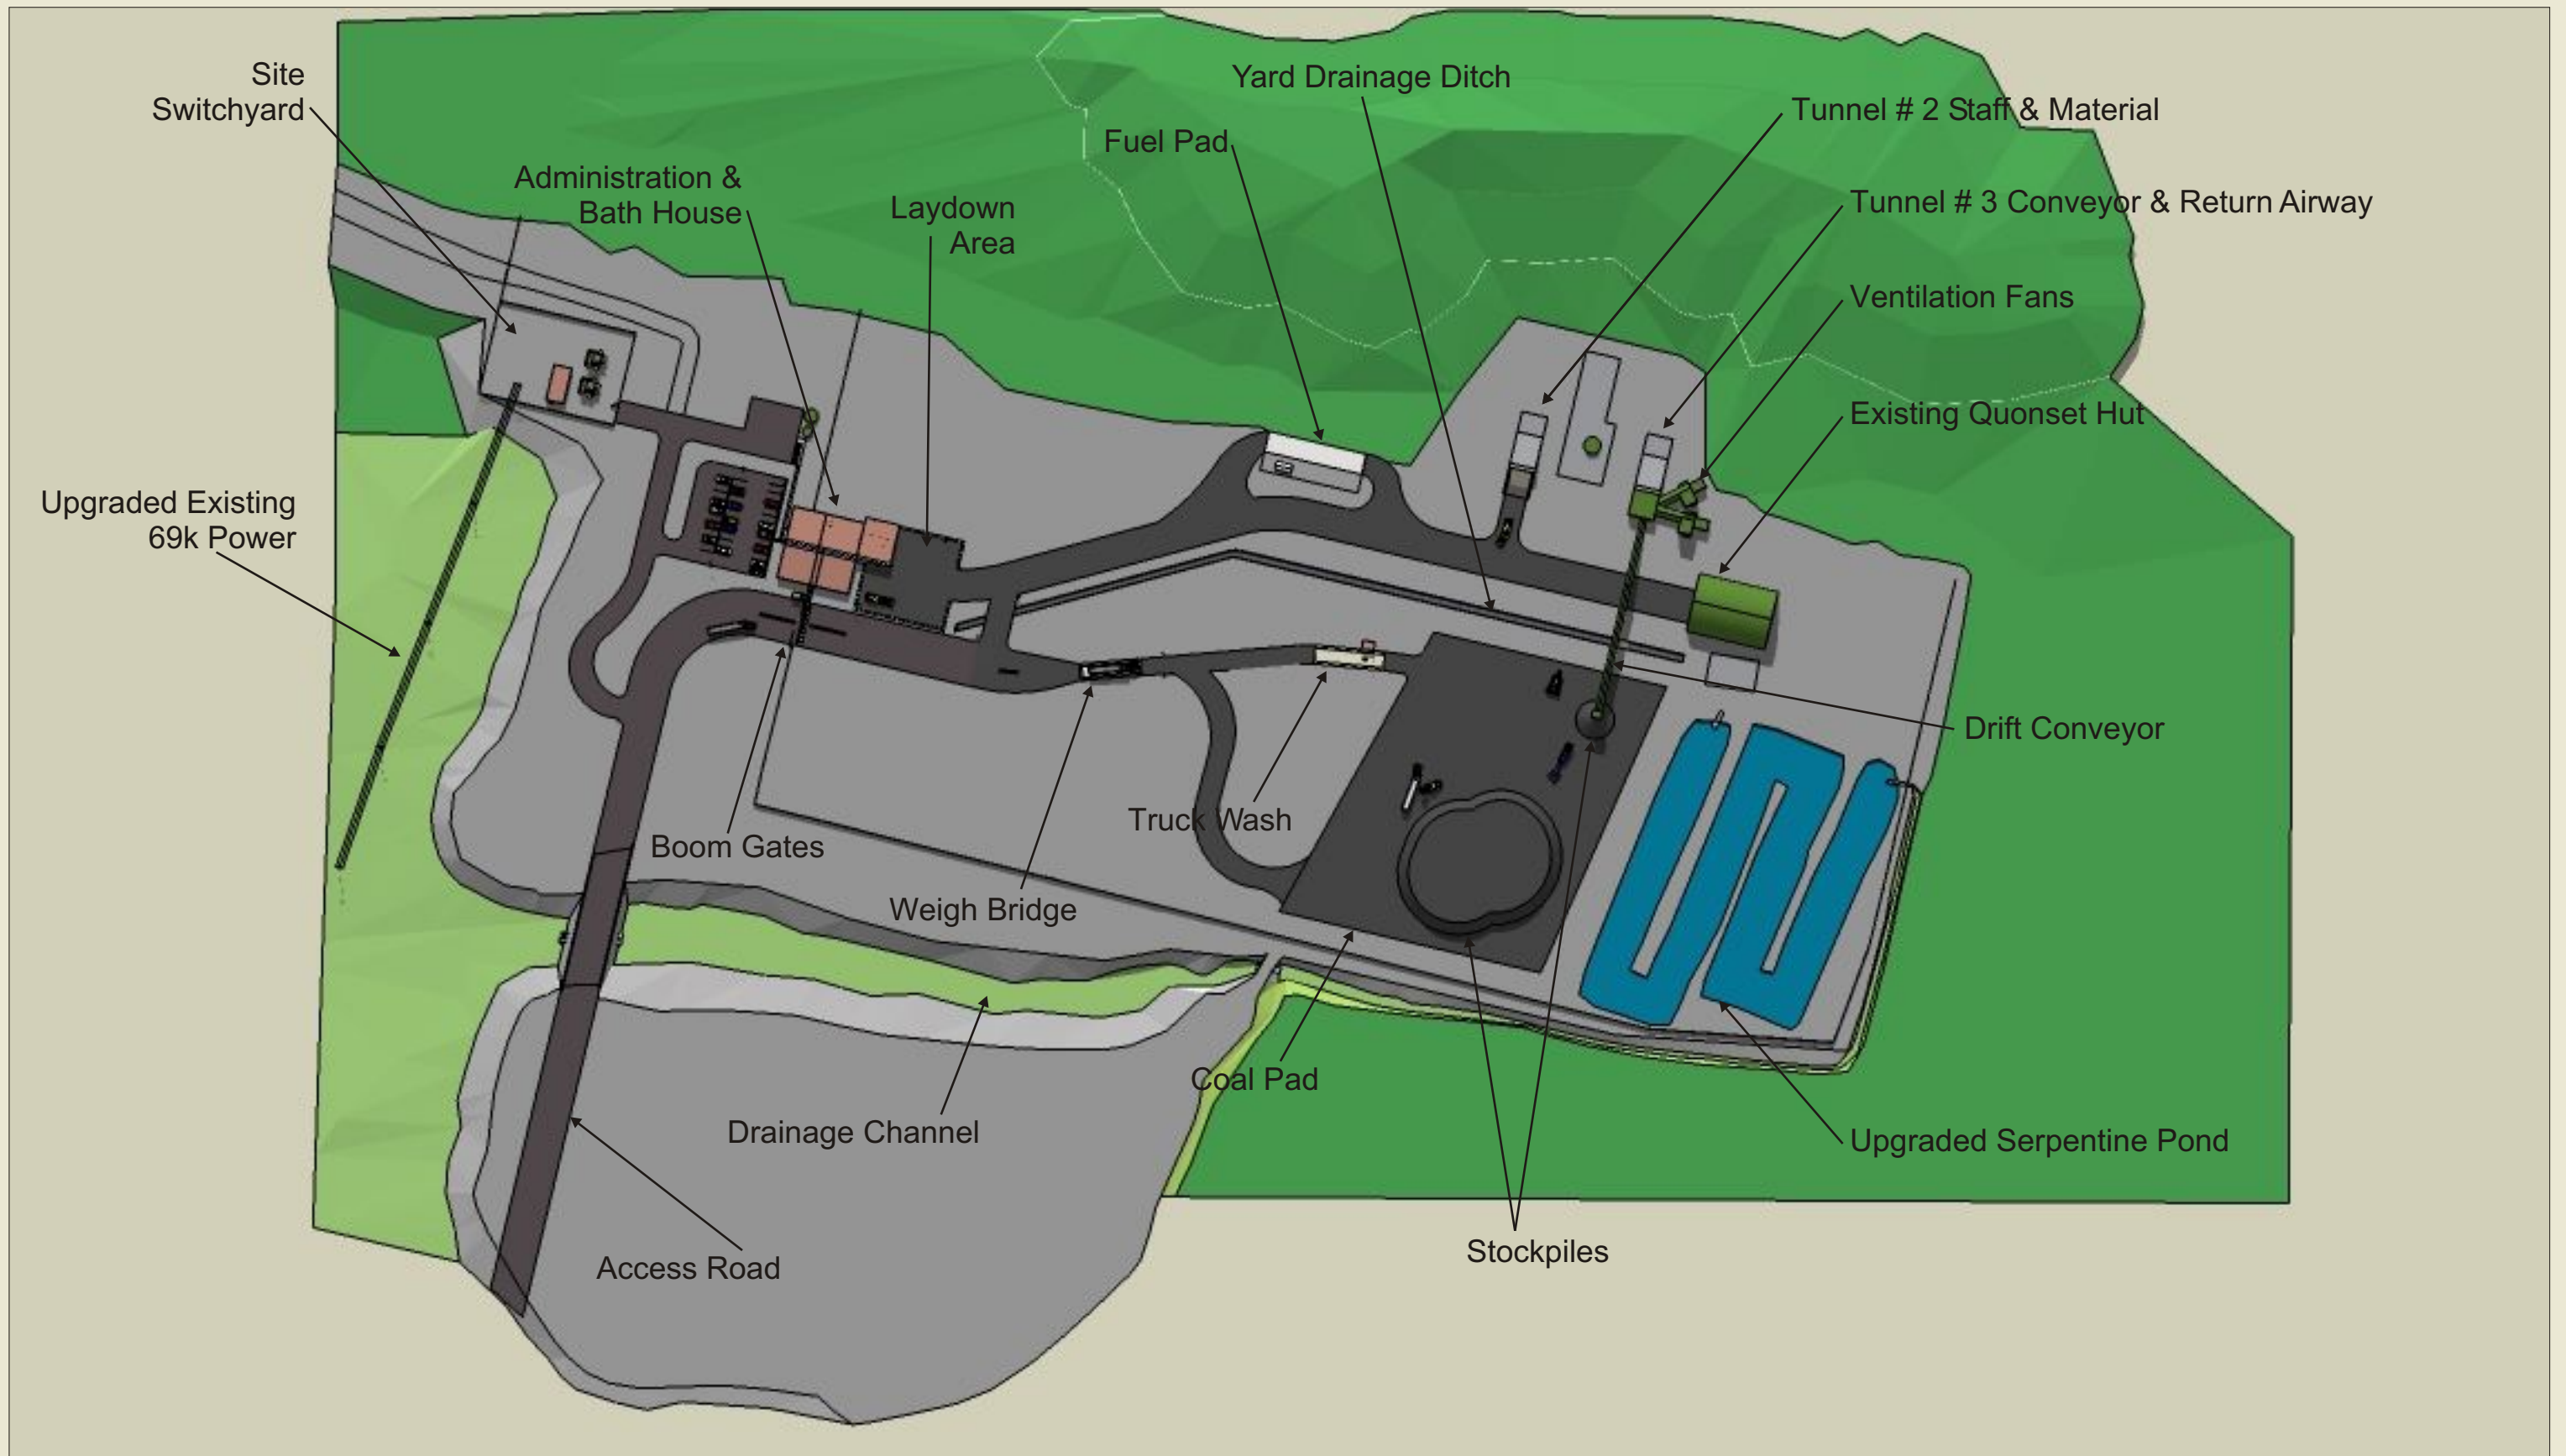 Site
Switchyard
Yard Drainage Ditch
Tunnel # 2 Staff & Material
Fuel Pad
Administration &
Bath House
Laydown
Area
Tunnel # 3 Conveyor & Return Airway
Ventilation Fans
Existing Quonset Hut
Upgraded Existing
69k Power
Drift Conveyor
Truck Wash
Boom Gates
Weigh Bridge
Coal Pad
Drainage Channel
Upgraded Serpentine Pond
Stockpiles
Access Road